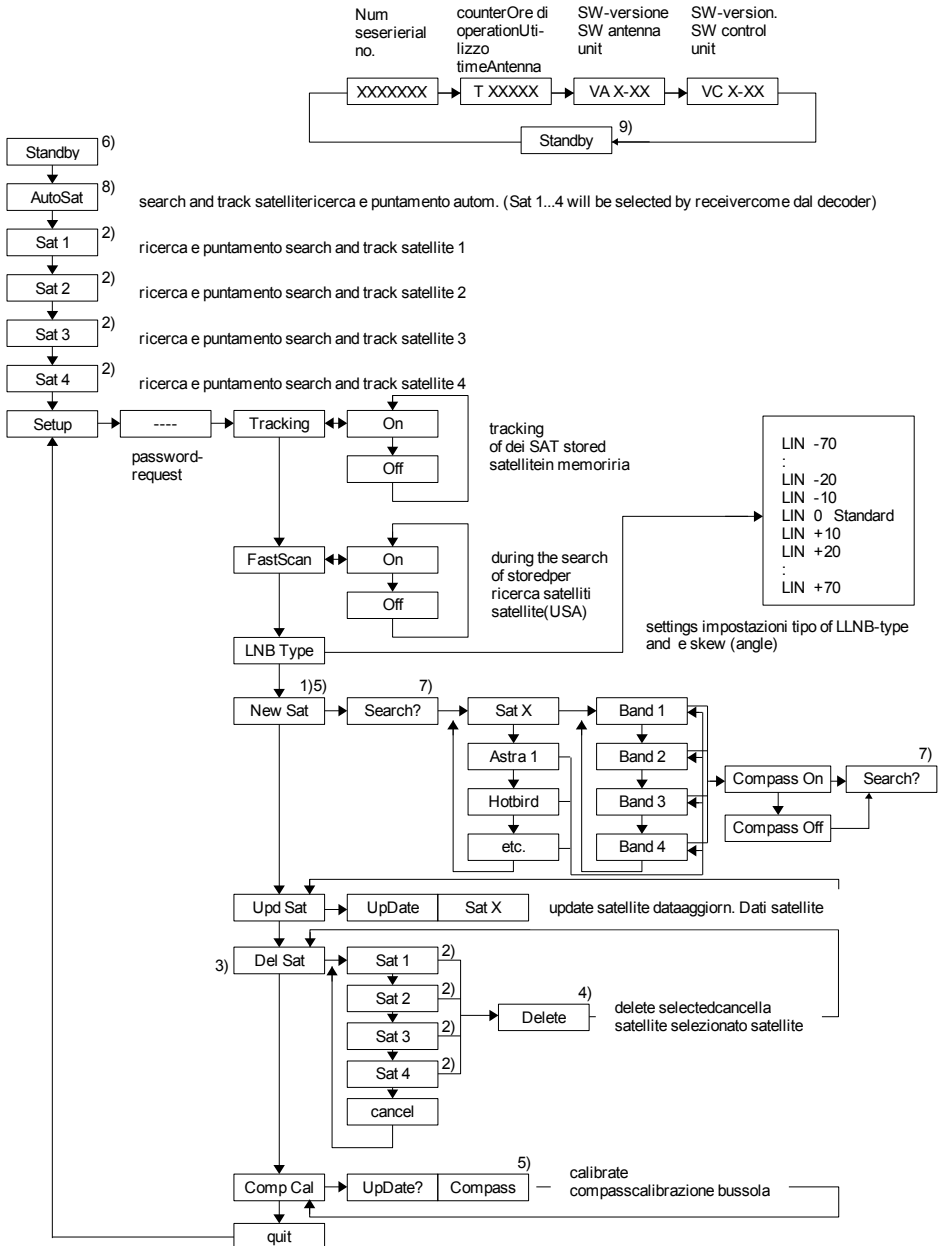 Num
seserierial
no.
counterOre di
operationUti-
lizzo
timeAntenna
SW-versione
SW antenna
unit
SW-version.
SW control
unit
XXXXXXX
T XXXXX
VA X-XX
VC X-XX
Standby
9)
Standby
6)
AutoSat
8)
search and track satellitericerca e puntamento autom. (Sat 1...4 will be selected by receivercome dal decoder)
Sat 1
2)
ricerca e puntamento search and track satellite 1
Sat 2
2)
ricerca e puntamento search and track satellite 2
Sat 3
2)
ricerca e puntamento search and track satellite 3
Sat 4
2)
ricerca e puntamento search and track satellite 4
Setup
----
password-
request
Tracking
On
Off
tracking
of dei SAT stored
satellitein memoriria
LIN -70
:
LIN -20
LIN -10
LIN 0 Standard
LIN +10
LIN +20
:
LIN +70
FastScan
On
Off
during the search
of storedper
ricerca satelliti
satellite(USA)
LNB Type
settings impostazioni tipo of LLNB-type
and e skew (angle)
New Sat
1)5)
Search?
7)
Sat X
Astra 1
Hotbird
etc.
Band 1
Band 2
Band 3
Band 4
Compass On
Compass Off
Search?
7)
Upd Sat
UpDate
Sat X
update satellite dataaggiorn. Dati satellite
3)
Del Sat
Sat 1
2)
Sat 2
2)
Sat 3
2)
Sat 4
2)
cancel
Delete
4)
delete selectedcancella
satellite selezionato satellite
Comp Cal
UpDate?
Compass
5)
calibrate
compasscalibrazione bussola
quit